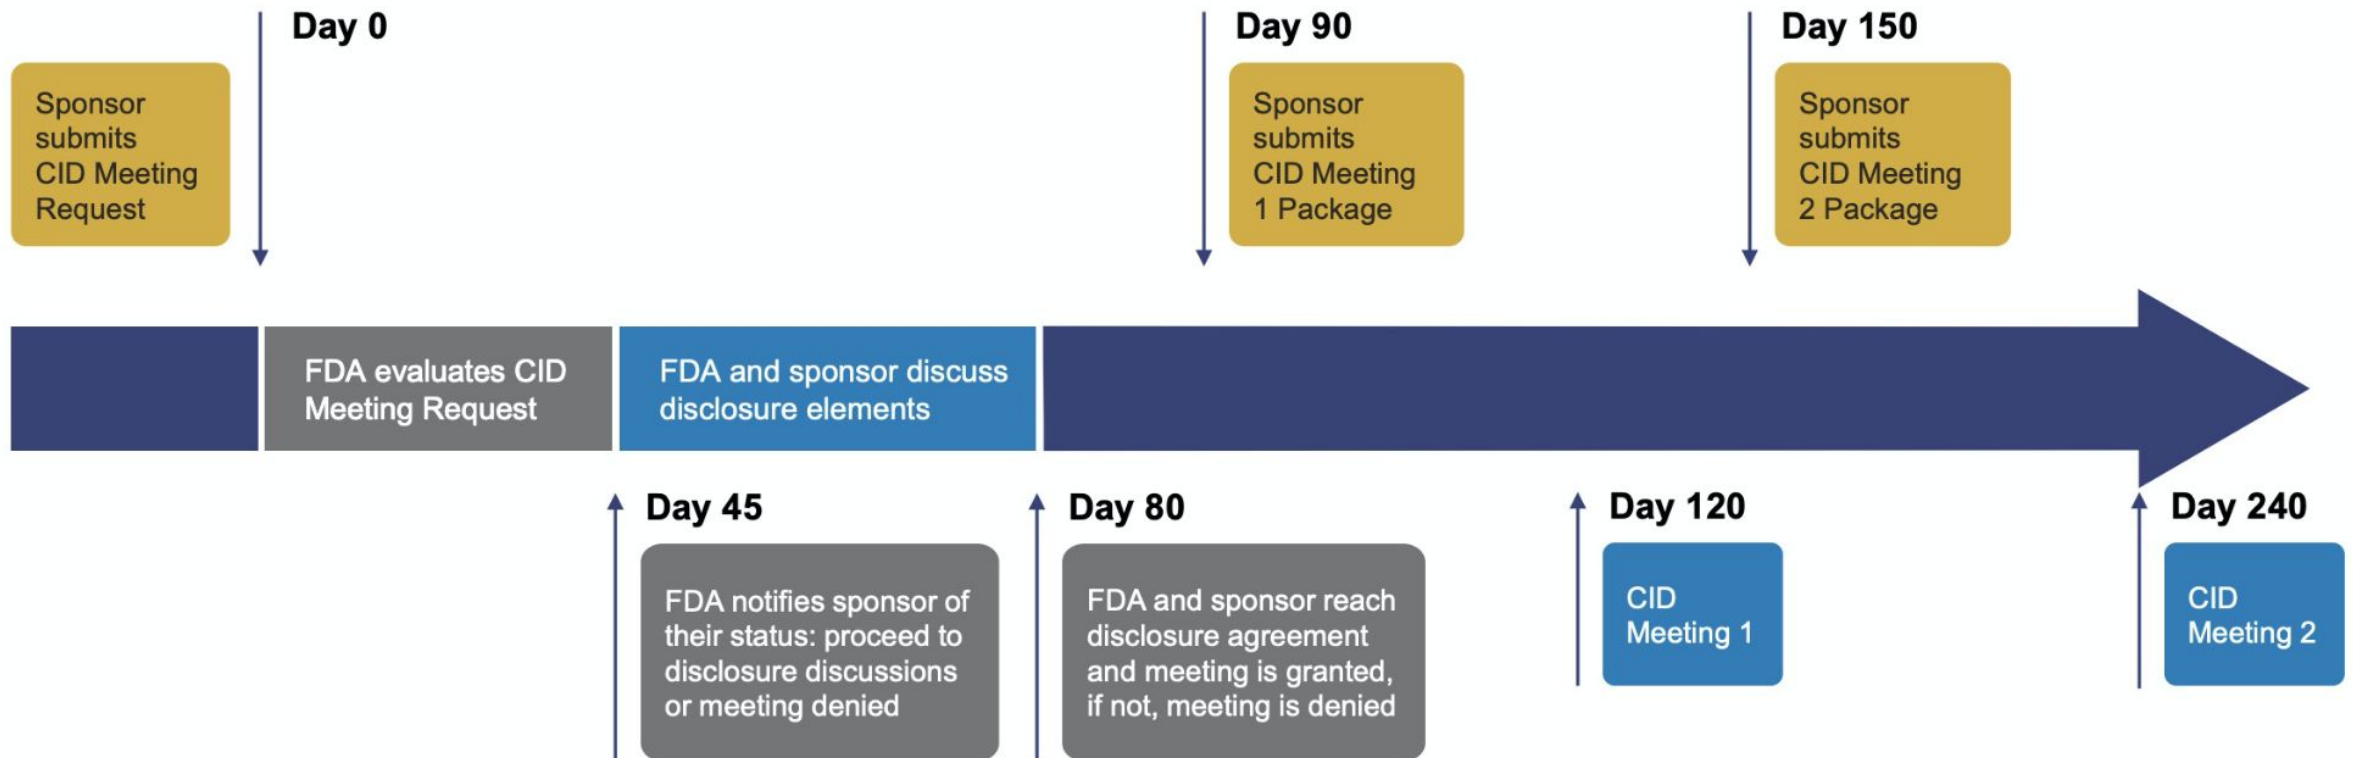 Day 0
Sponsor
submits
CID Meeting
Request
Day 90
Sponsor
submits
CID Meeting
1 Package
Day 150
Sponsor
submits
CID Meeting
2 Package
FDA evaluates CID
Meeting Request
FDA and sponsor discuss
disclosure elements
Day 45
FDA notifies sponsor of
their status: proceed to
disclosure discussions
or meeting denied
Day 80
FDA and sponsor reach
disclosure agreement
and meeting is granted,
if not, meeting is denied
Day 120
CID
Meeting 1
Day 240
CID
Meeting 2